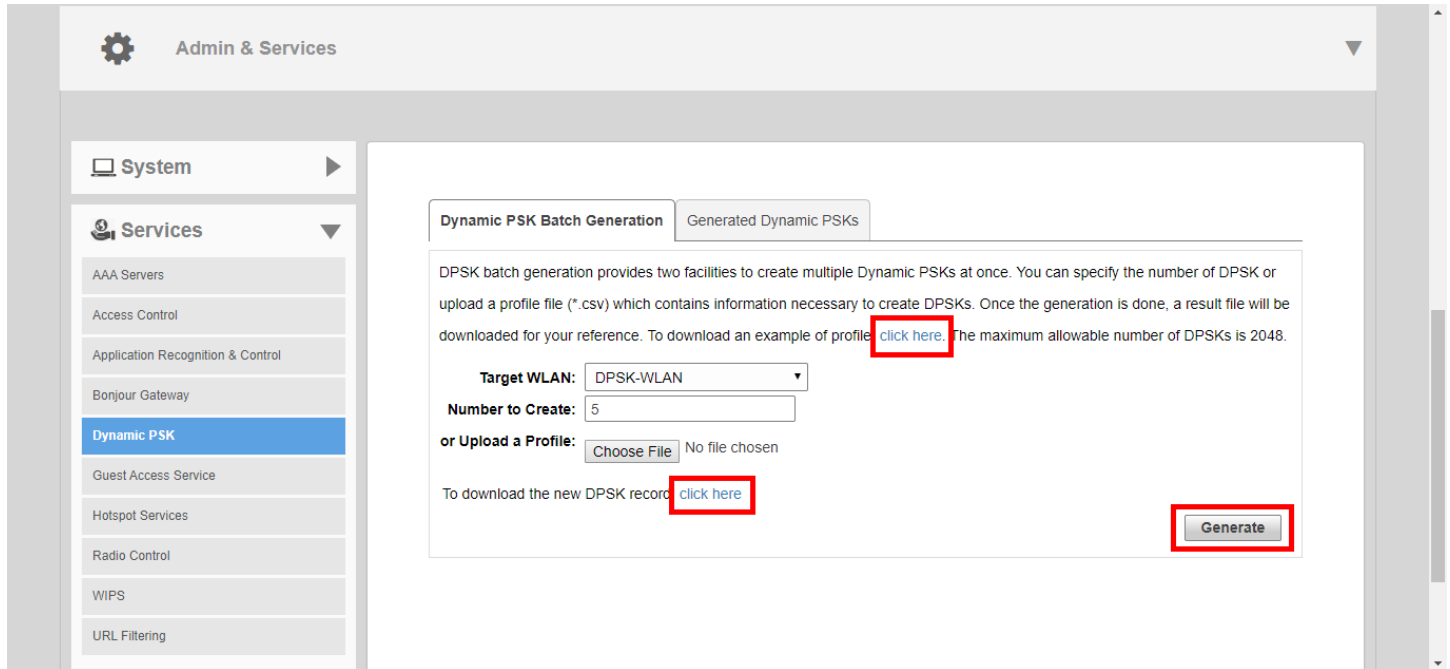 Admin & Services
System
Services
AAA Servers
Access Control
Application Recognition & Control
Bonjour Gateway
Dynamic PSK
Guest Access Service
Hotspot Services
Radio Control
WIPS
URL Filtering
Dynamic PSK Batch Generation
Generated Dynamic PSKs
DPSK batch generation provides two facilities to create multiple Dynamic PSKs at once. You can specify the number of DPSK or
upload a profile file (*.csv) which contains information necessary to create DPSKs. Once the generation is done, a result file will be
downloaded for your reference. To download an example of profile, click here. The maximum allowable number of DPSKs is 2048.
Target WLAN: DPSK-WLAN
Number to Create: 5
or Upload a Profile: Choose File No file chosen
To download the new DPSK record, click here
Generate